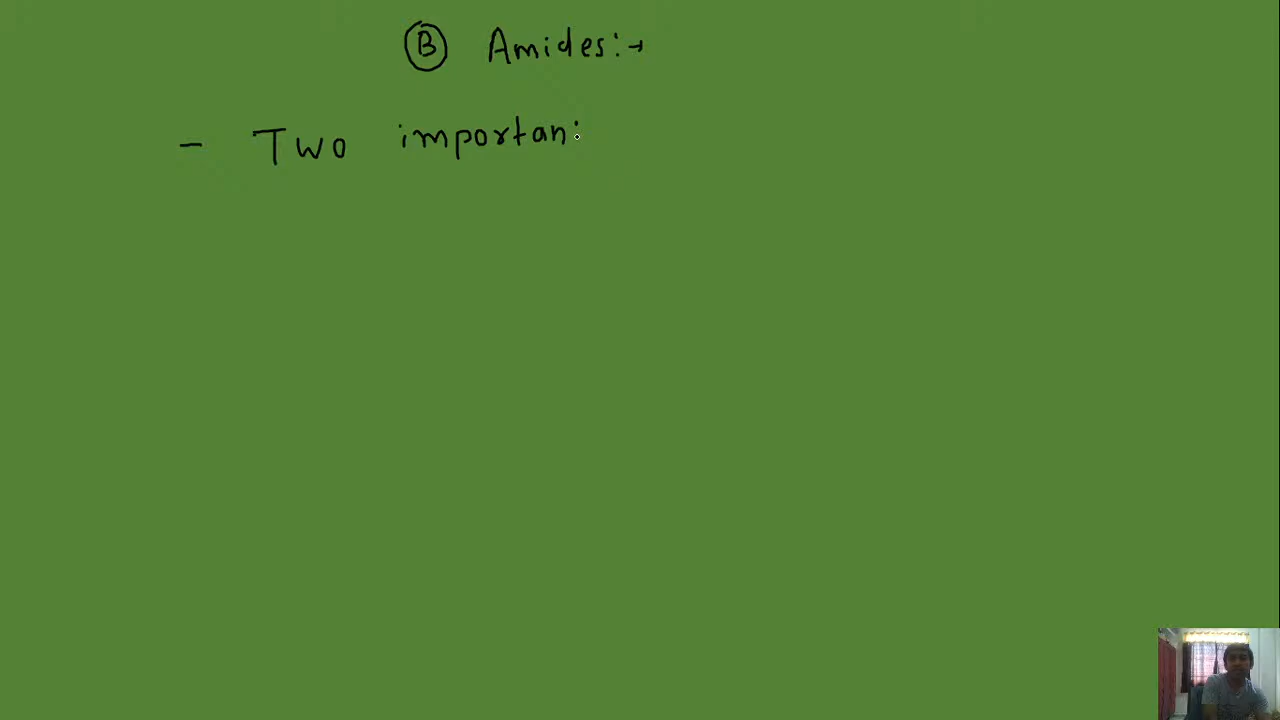 Ⓑ Amides:→
- Two importan